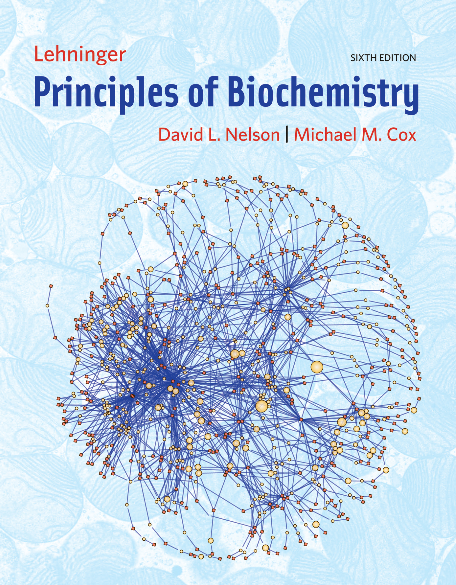 Lehninger
SIXTH EDITION
Principles of Biochemistry
David L. Nelson | Michael M. Cox